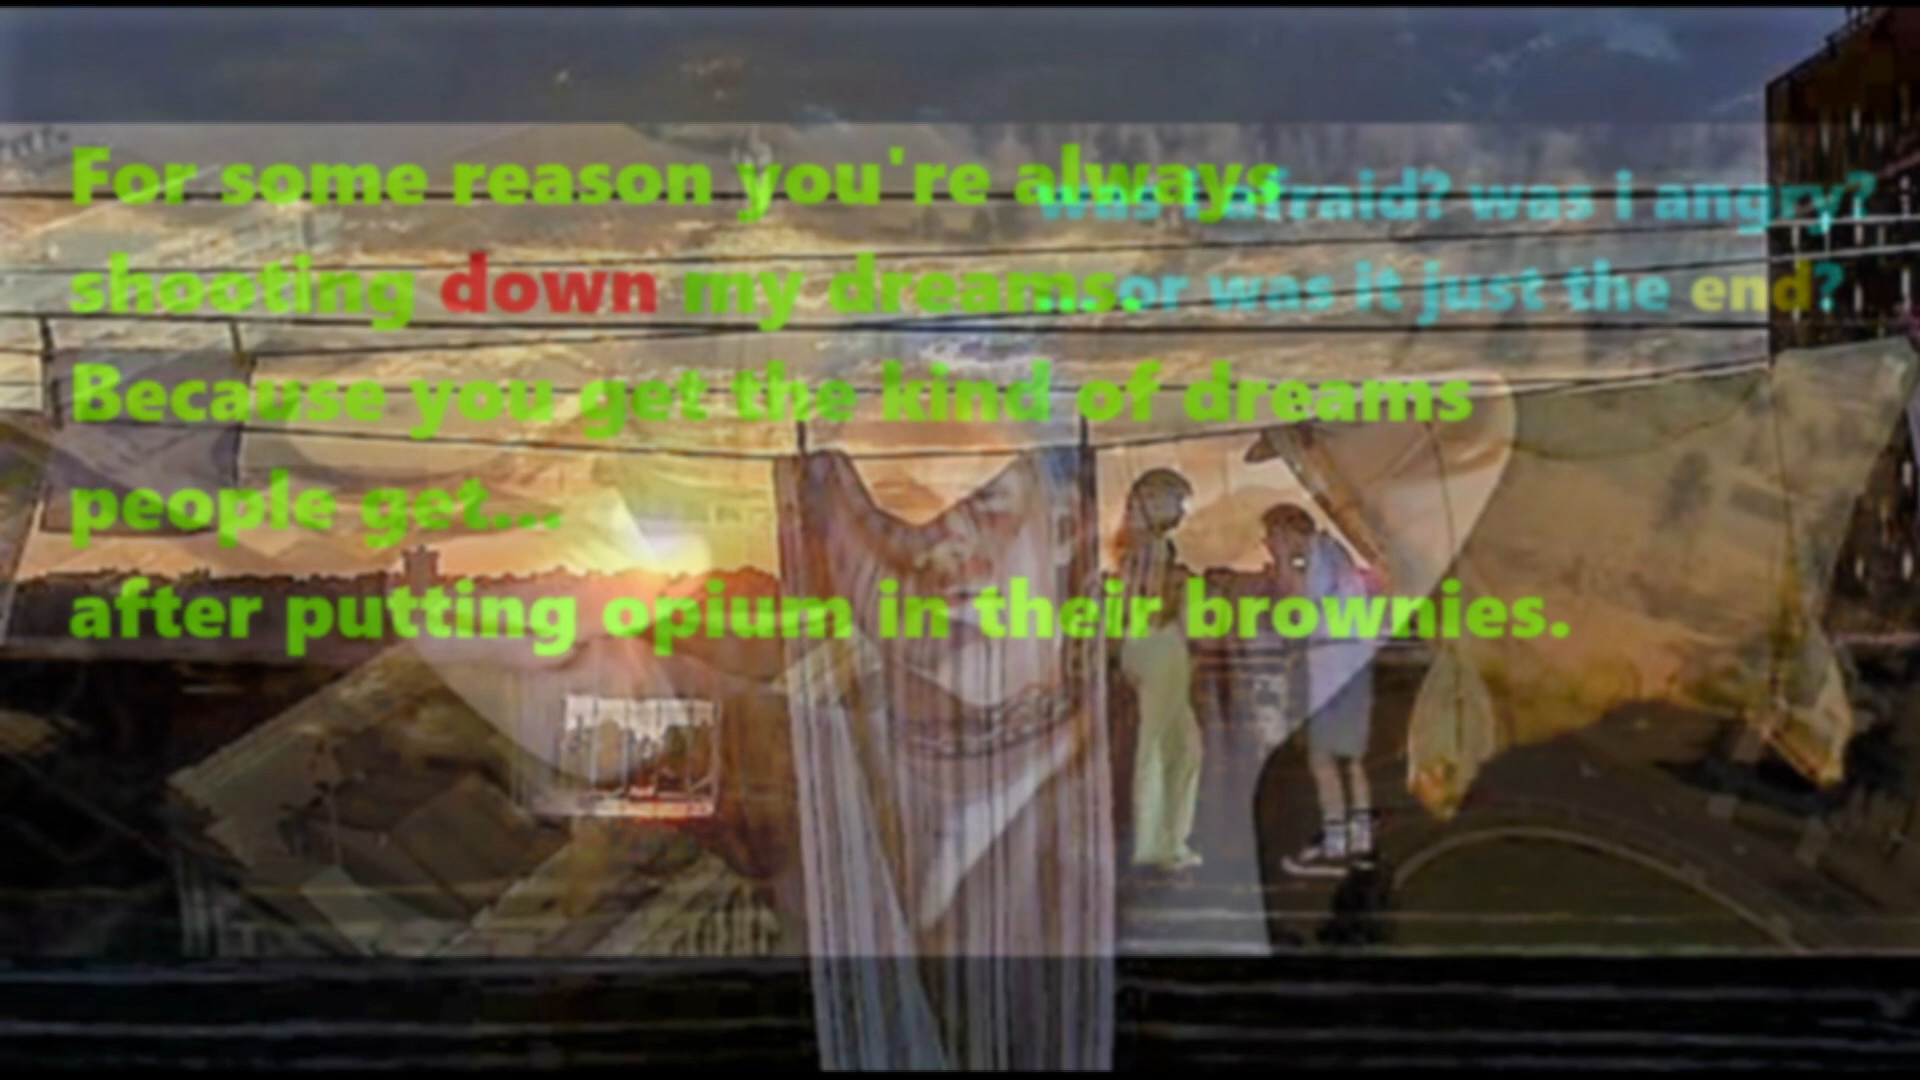 For some reason you're always
shooting down my dreams.
Because you get the kind of dreams
people get...
after putting opium in their brownies.
was i afraid? was i angry?
...or was it just the end?